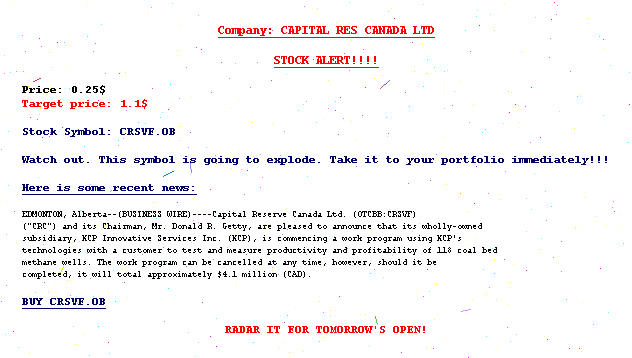 Company: CAPITAL RES CANADA LTD
STOCK ALERT!!!!
Price: 0.25$
Target price: 1.1$
Stock Symbol: CRSVF.OB
Watch out. This symbol is going to explode. Take it to your portfolio immediately!!!
Here is some recent news:
EDMONTON, Alberta--(BUSINESS WIRE)----Capital Reserve Canada Ltd. (OTCBB:CRSVF)
("CRC") and its Chairman, Mr. Donald R. Getty, are pleased to announce that its wholly-owned
subsidiary, KCP Innovative Services Inc. (KCP), is commencing a work program using KCP's
technologies with a customer to test and measure productivity and profitability of 118 coal bed
methane wells. The work program can be cancelled at any time, however, should it be
completed, it will total approximately $4.1 million (CAD).
BUY CRSVF.OB
RADAR IT FOR TOMORROW'S OPEN!